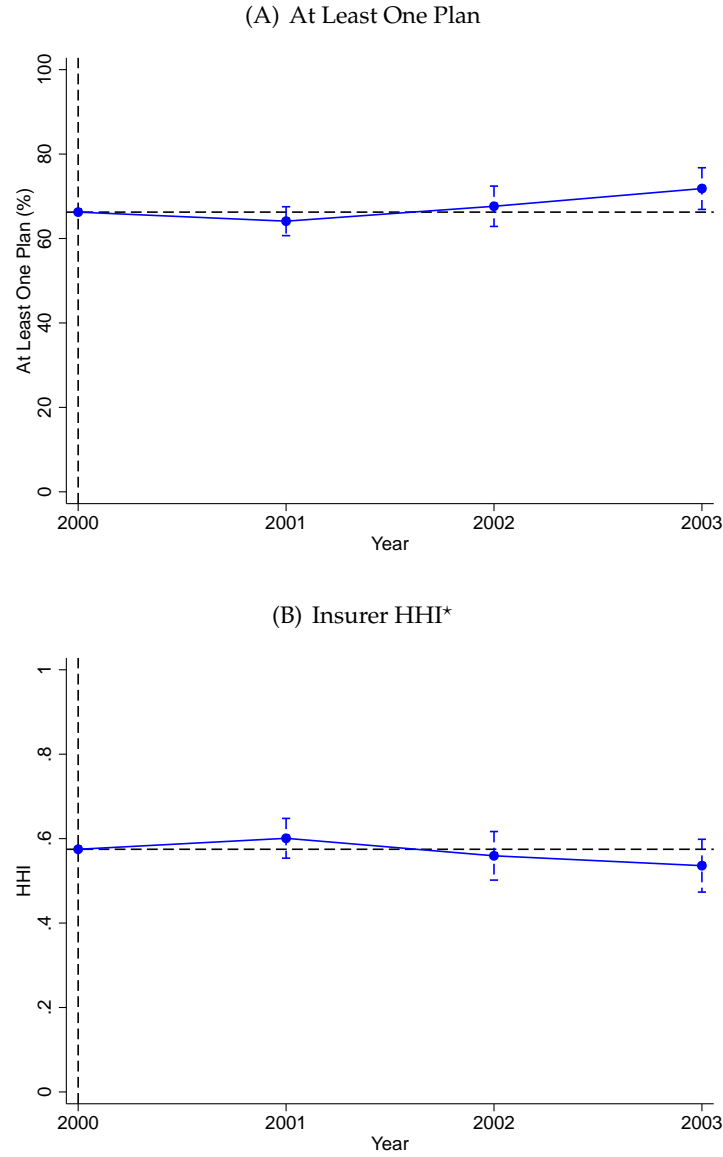 (A) At Least One Plan
At Least One Plan (%)
100
80
60
40
20
0
2000 2001 2002 2003
Year
(B) Insurer HHI⋆
HHI
1
.8
.6
.4
.2
0
2000 2001 2002 2003
Year